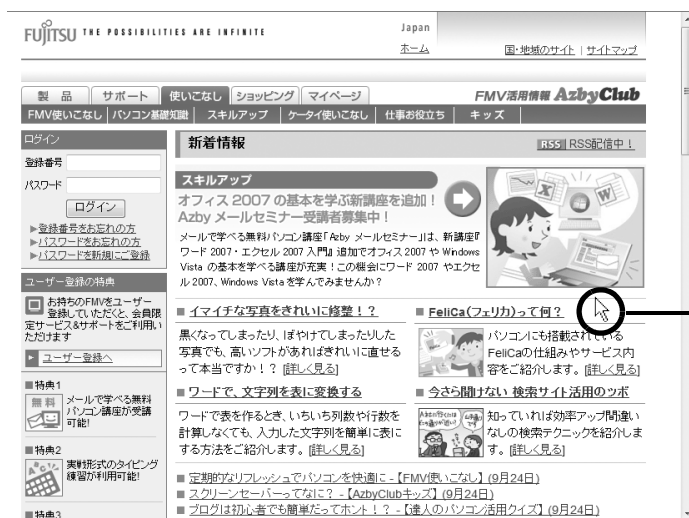 FUJITSU THE POSSIBILITIES ARE INFINITE
Japan
ホーム
国・地域のサイト | サイトマップ
製 品 サポート 使いこなし ショッピング マイページ
FMV活用情報 AzbyClub
FMV使いこなし パソコン基礎知識 スキルアップ ケータイ使いこなし 仕事お役立ち キッズ
ログイン
登録番号
パスワード
ログイン
▶登録番号をお忘れの方
▶パスワードをお忘れの方
▶パスワードを新規にご登録
ユーザー登録の特典
お持ちのFMVをユーザー
登録していただくと、会員限
定サービス&サポートをご利用い
ただけます
ユーザー登録へ
■特典1
無料
メールで学べる無料
パソコン講座が受講
可能!
■特典2
実戦形式のタイピング
練習が利用可能!
■特典3
新着情報
RSS RSS配信中!
スキルアップ
オフィス 2007 の基本を学ぶ新講座を追加!
Azby メールセミナー受講者募集中!
メールで学べる無料パソコン講座「Azby メールセミナー」は、新講座『
ワード 2007・エクセル 2007 入門』追加でオフィス 2007 や Windows
Vista の基本を学べる講座が充実!この機会にワード 2007 やエクセ
ル 2007、Windows Vista を学んでみませんか?
■ イマイチな写真をきれいに修整!?
黒くなってしまったり、ぼやけてしまったりした
写真でも、高いソフトがあればきれいに直せる
って本当ですか!? [詳しく見る]
■ FeliCa(フェリカ)って何?
パソコンにも搭載されている
FeliCaの仕組みやサービス内
容をご紹介します。[詳しく見る]
■ ワードで、文字列を表に変換する
ワードで表を作るとき、いちいち列数や行数を
計算しなくても、入力した文字列を簡単に表に
する方法をご紹介します。[詳しく見る]
■ 今さら聞けない 検索サイト活用のツボ
知っていれば効率アップ間違い
なしの検索テクニックを紹介しま
す。[詳しく見る]
■ 定期的なリフレッシュでパソコンを快適に -【FMV使いこなし】(9月24日)
■ スクリーンセーバーってなに? -【AzbyClubキッズ】(9月24日)
■ ブログは初心者でも簡単だってホント!? -【達人のパソコン活用クイズ】(9月24日)